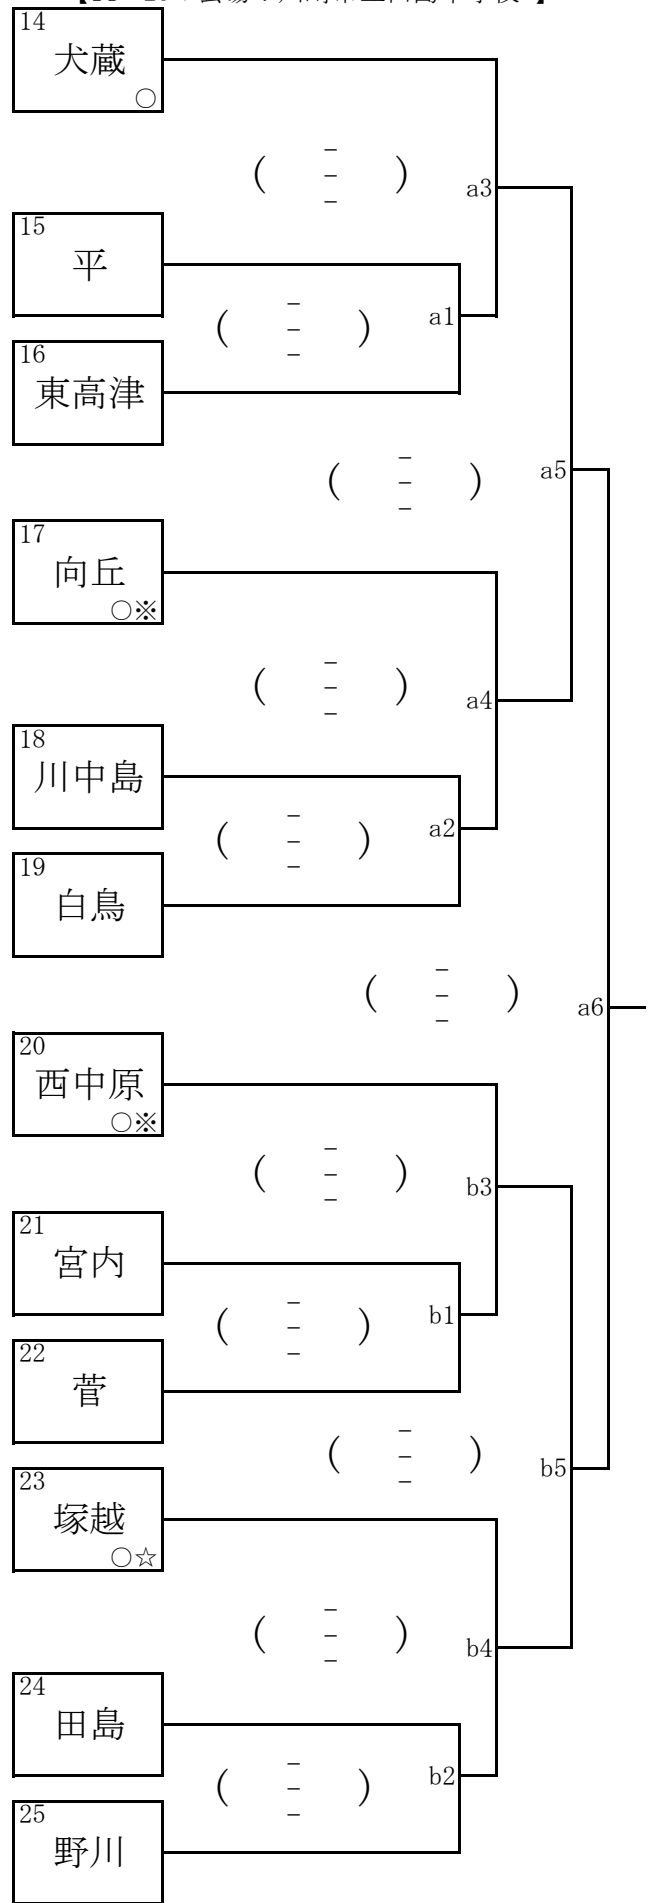 14
犬蔵
○
( - - - )
a3
15
平
( - - - )
a1
16
東高津
( - - - )
a5
17
向丘
○※
( - - - )
a4
18
川中島
( - - - )
a2
19
白鳥
( - - - )
a6
20
西中原
○※
( - - - )
b3
21
宮内
( - - - )
b1
22
菅
( - - - )
b5
23
塚越
○☆
( - - - )
b4
24
田島
( - - - )
b2
25
野川